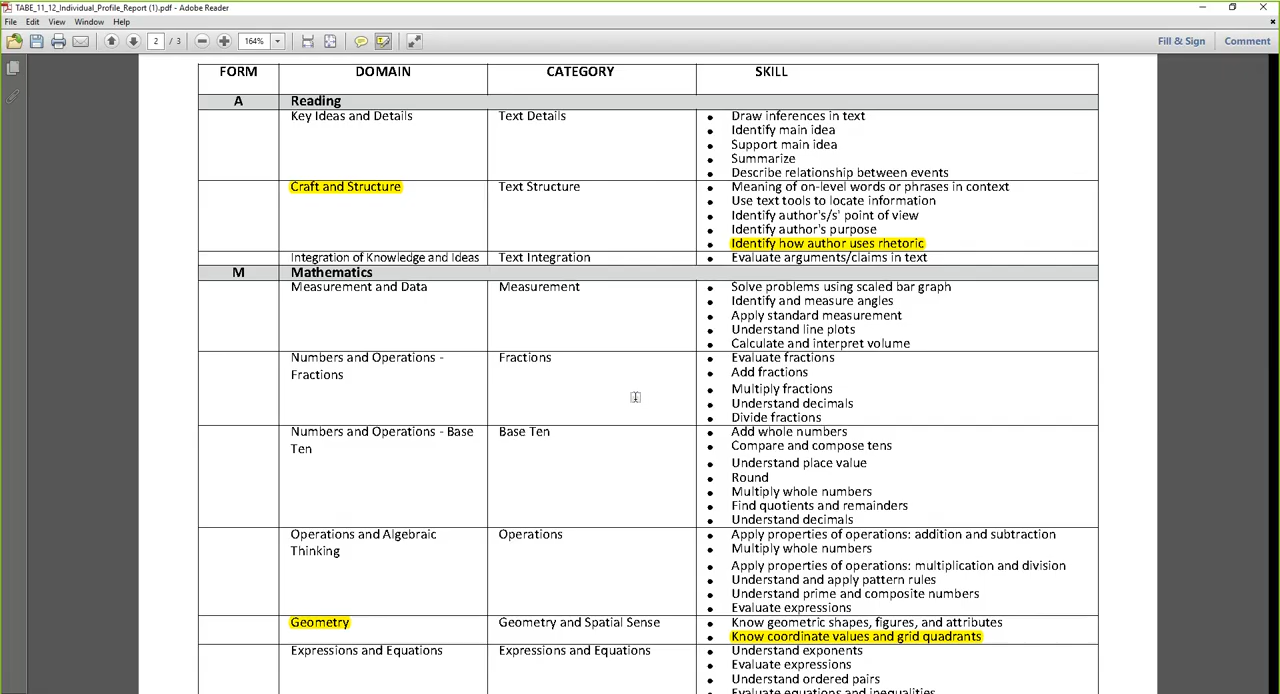 TABE_11_12_Individual_Profile_Report (1).pdf - Adobe Reader
File Edit View Window Help
2 / 3 164% Fill & Sign Comment
FORM DOMAIN CATEGORY SKILL
A Reading
Key Ideas and Details Text Details • Draw inferences in text
• Identify main idea
• Support main idea
• Summarize
• Describe relationship between events
Craft and Structure Text Structure • Meaning of on-level words or phrases in context
• Use text tools to locate information
• Identify author's/s' point of view
• Identify author's purpose
• Identify how author uses rhetoric
Integration of Knowledge and Ideas Text Integration • Evaluate arguments/claims in text
M Mathematics
Measurement and Data Measurement • Solve problems using scaled bar graph
• Identify and measure angles
• Apply standard measurement
• Understand line plots
• Calculate and interpret volume
Numbers and Operations - Fractions • Evaluate fractions
Fractions • Add fractions
• Multiply fractions
• Understand decimals
• Divide fractions
Numbers and Operations - Base Base Ten • Add whole numbers
Ten • Compare and compose tens
• Understand place value
• Round
• Multiply whole numbers
• Find quotients and remainders
• Understand decimals
Operations and Algebraic Operations • Apply properties of operations: addition and subtraction
Thinking • Multiply whole numbers
• Apply properties of operations: multiplication and division
• Understand and apply pattern rules
• Understand prime and composite numbers
• Evaluate expressions
Geometry Geometry and Spatial Sense • Know geometric shapes, figures, and attributes
• Know coordinate values and grid quadrants
Expressions and Equations Expressions and Equations • Understand exponents
• Evaluate expressions
• Understand ordered pairs
• Evaluate equations and inequalities